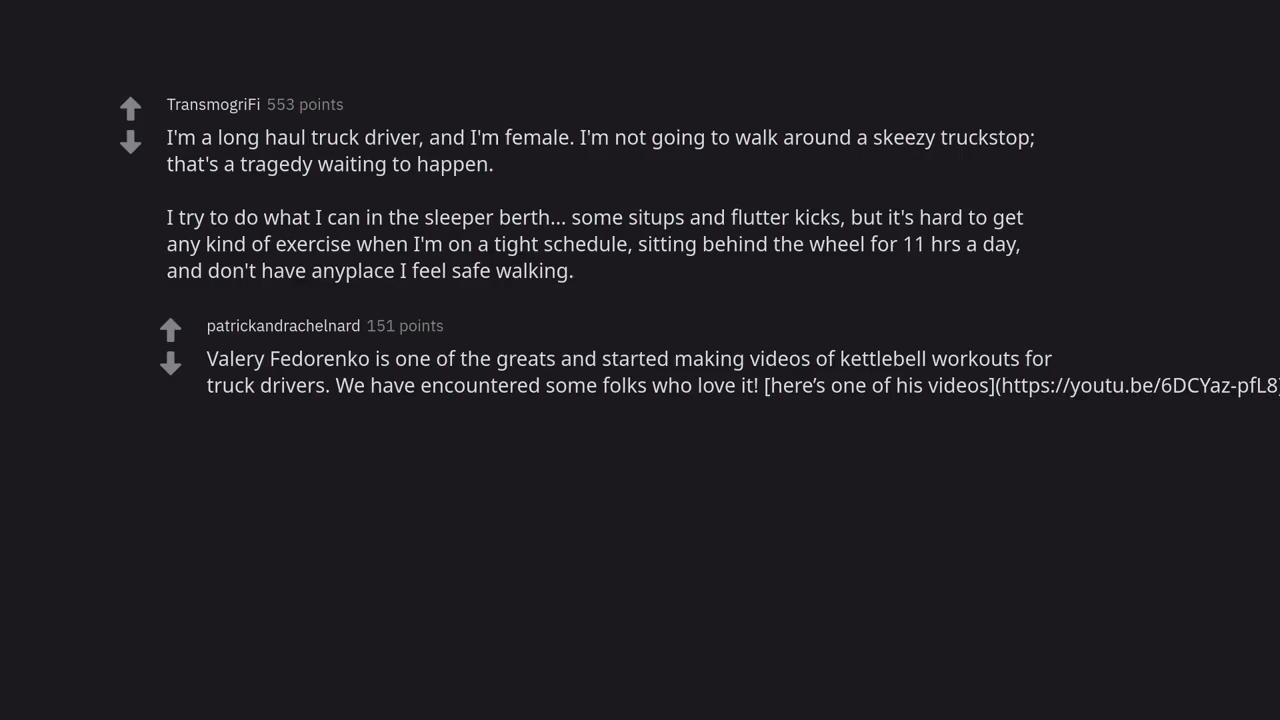 TransmogriFi 553 points
I'm a long haul truck driver, and I'm female. I'm not going to walk around a skeezy truckstop;
that's a tragedy waiting to happen.
I try to do what I can in the sleeper berth... some situps and flutter kicks, but it's hard to get
any kind of exercise when I'm on a tight schedule, sitting behind the wheel for 11 hrs a day,
and don't have anyplace I feel safe walking.
patrickandrachelnard 151 points
Valery Fedorenko is one of the greats and started making videos of kettlebell workouts for
truck drivers. We have encountered some folks who love it! [here’s one of his videos](https://youtu.be/6DCYaz-pfL8)